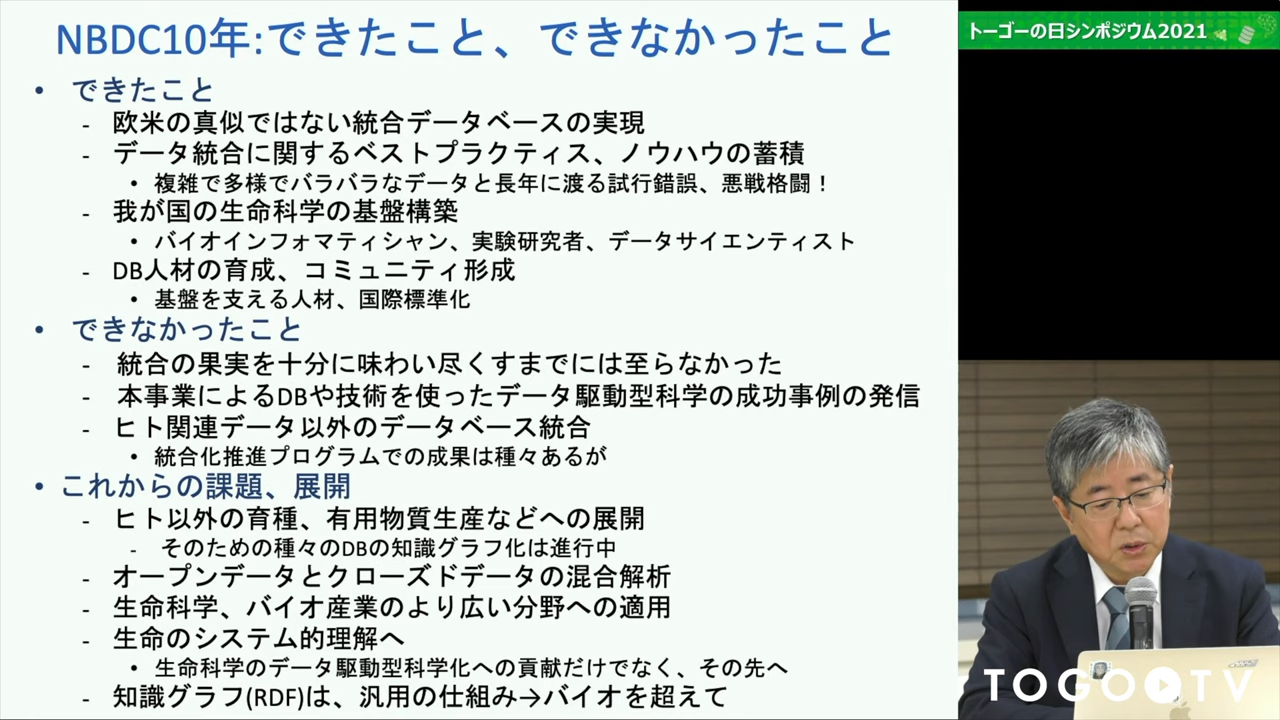 NBDC10年:できたこと、できなかったこと
• できたこと
- 欧米の真似ではない統合データベースの実現
- データ統合に関するベストプラクティス、ノウハウの蓄積
• 複雑で多様でバラバラなデータと長年に渡る試行錯誤、悪戦格闘！
- 我が国の生命科学の基盤構築
• バイオインフォマティシャン、実験研究者、データサイエンティスト
- DB人材の育成、コミュニティ形成
• 基盤を支える人材、国際標準化
• できなかったこと
- 統合の果実を十分に味わい尽くすまでには至らなかった
- 本事業によるDBや技術を使ったデータ駆動型科学の成功事例の発信
- ヒト関連データ以外のデータベース統合
• 統合化推進プログラムでの成果は種々あるが
• これからの課題、展開
- ヒト以外の育種、有用物質生産などへの展開
- そのための種々のDBの知識グラフ化は進行中
- オープンデータとクローズドデータの混合解析
- 生命科学、バイオ産業のより広い分野への適用
- 生命のシステム的理解へ
• 生命科学のデータ駆動型科学化への貢献だけでなく、その先へ
- 知識グラフ(RDF)は、汎用の仕組み→バイオを超えて
トーゴーの日シンポジウム2021
TOGO TV